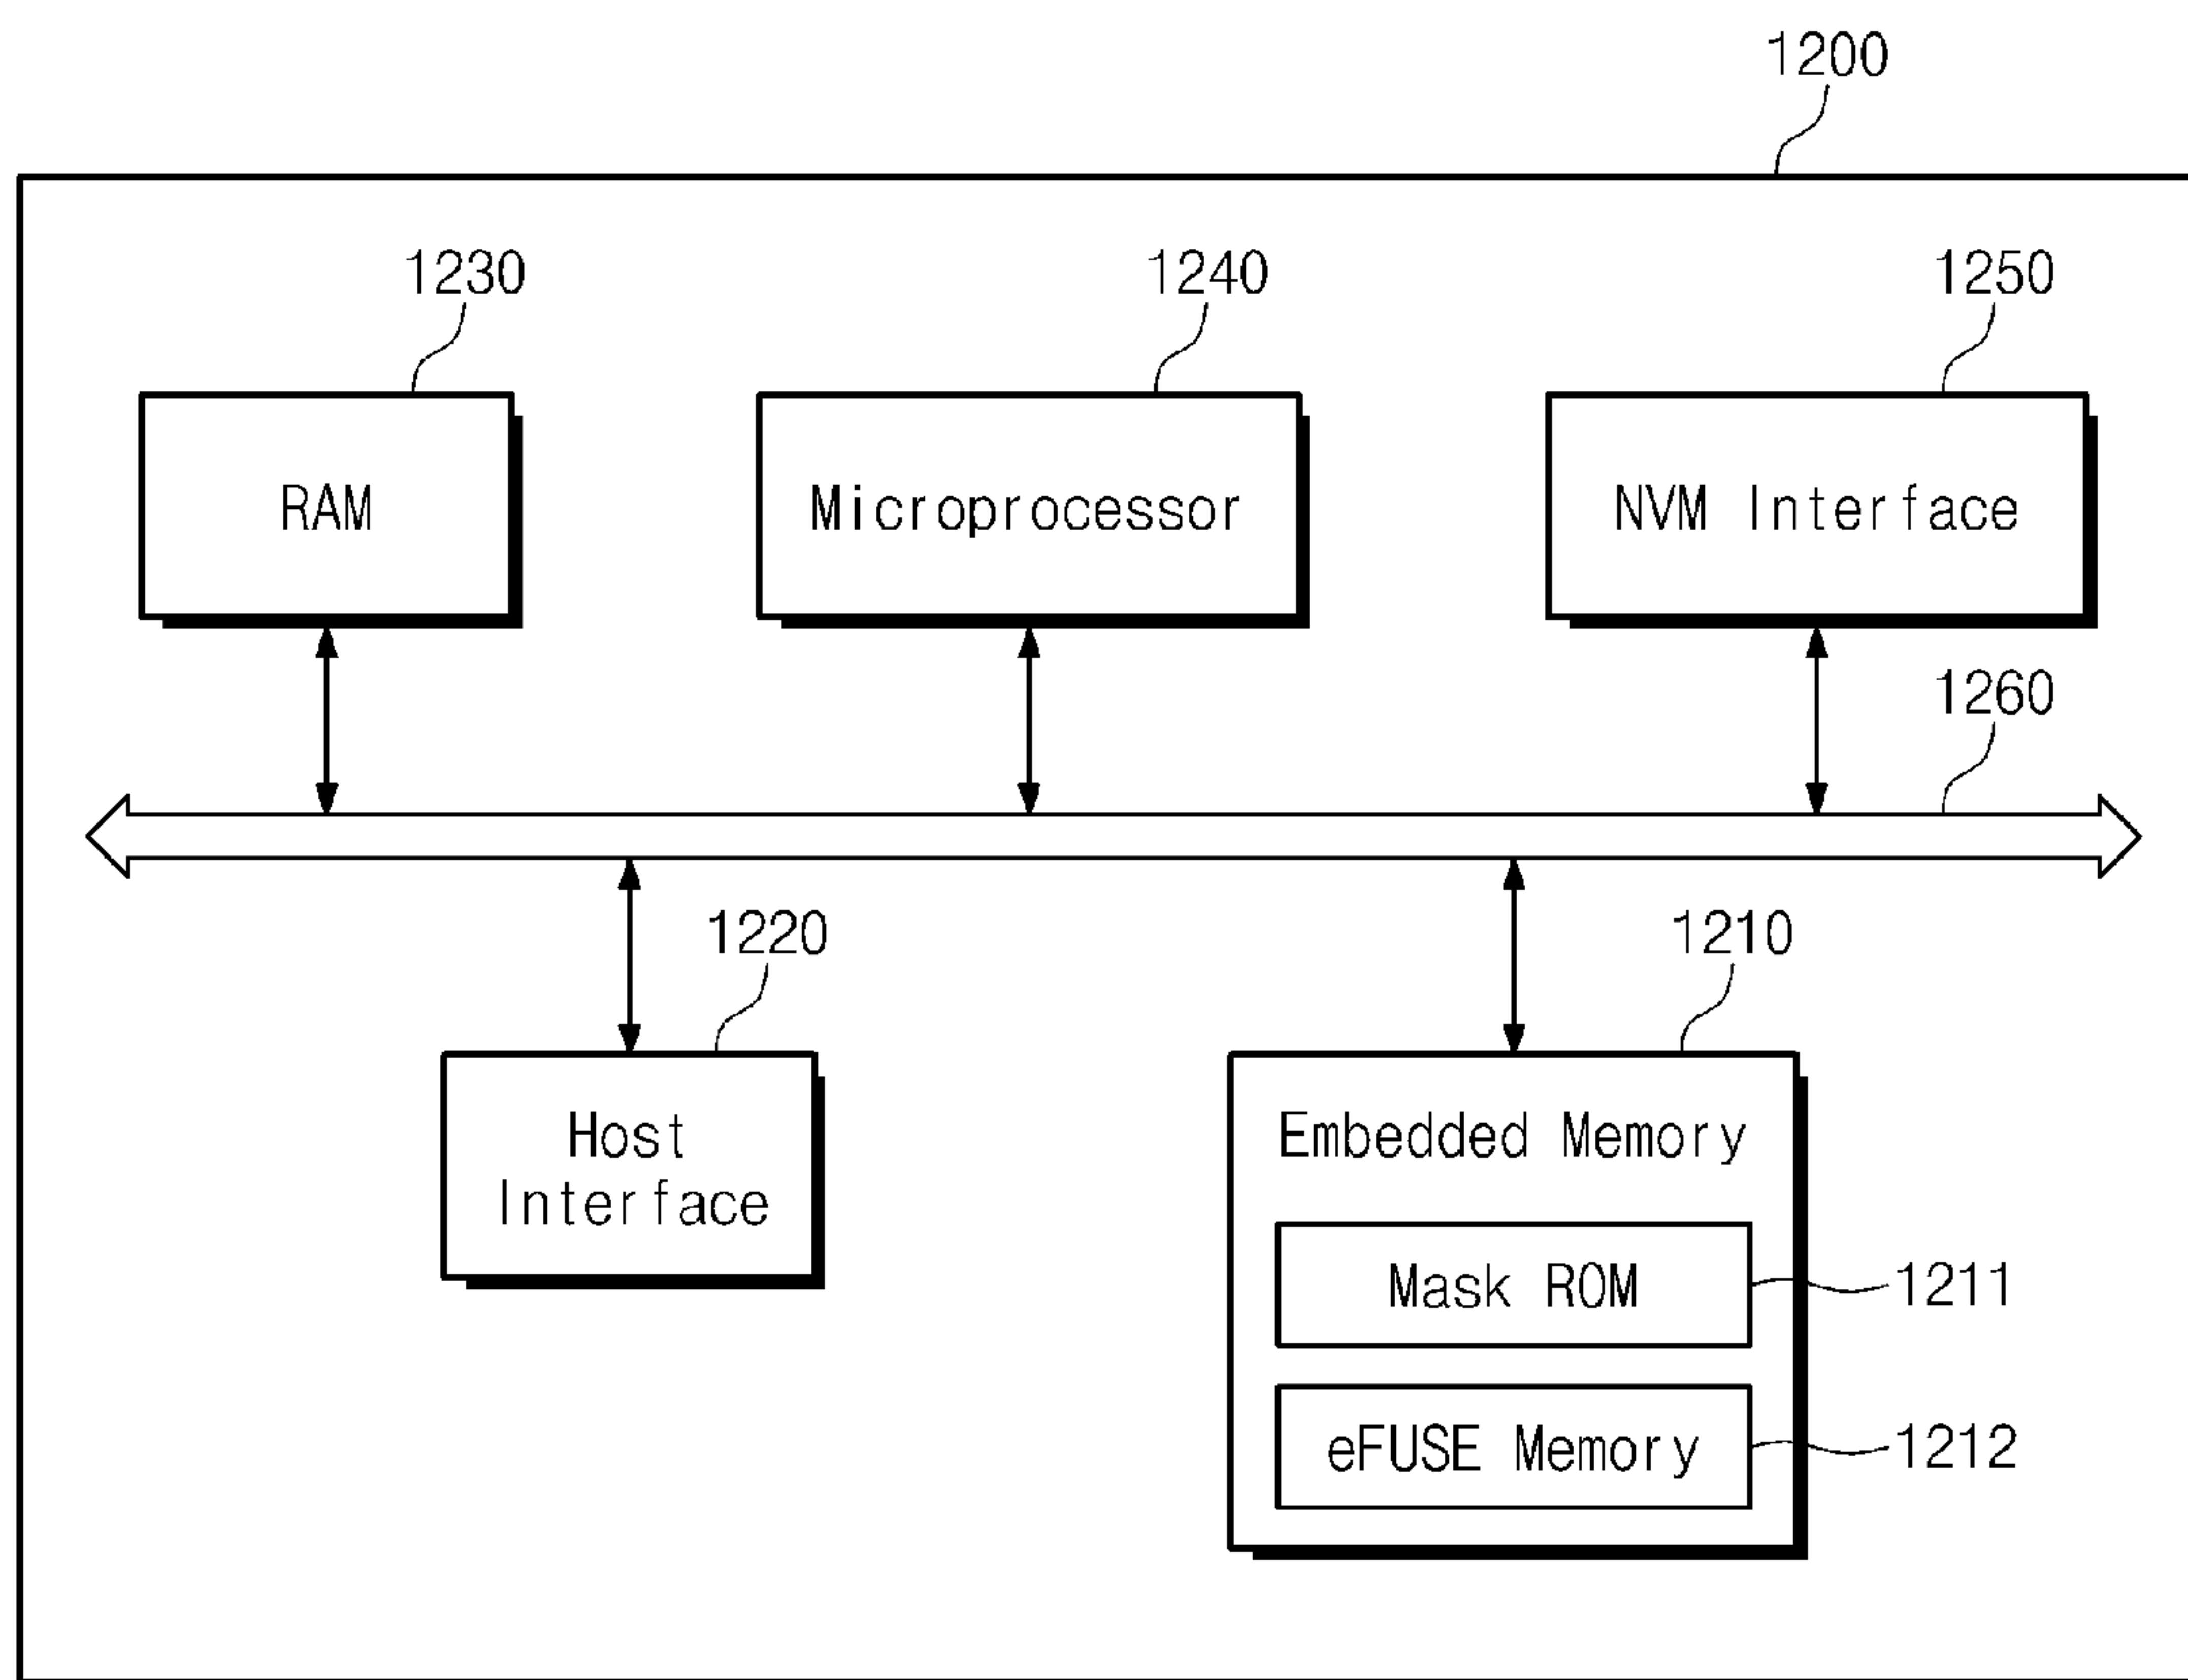 1200
1230
1240
1250
RAM
Microprocessor
NVM Interface
1260
1220
1210
Host
Interface
Embedded Memory
Mask ROM
1211
eFUSE Memory
1212